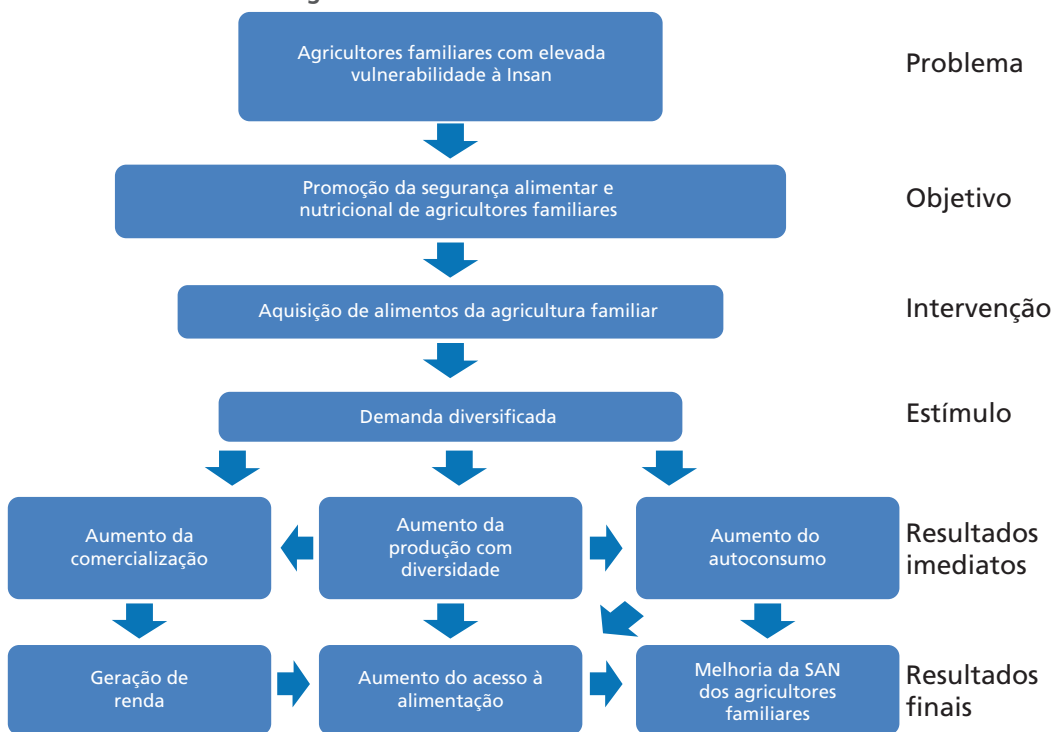 Agricultores familiares com elevada
vulnerabilidade à Insan
Problema
Promoção da segurança alimentar e
nutricional de agricultores familiares
Objetivo
Aquisição de alimentos da agricultura familiar
Intervenção
Demanda diversificada
Estímulo
Aumento da
comercialização
Aumento da
produção com
diversidade
Aumento do
autoconsumo
Resultados
imediatos
Geração de
renda
Aumento do acesso à
alimentação
Melhoria da SAN
dos agricultores
familiares
Resultados
finais